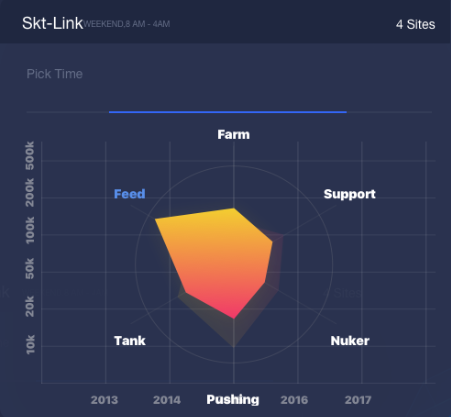 Skt-Link WEEKEND,8 AM - 4AM 4 Sites
Pick Time
Farm
500k
Feed Support
200k
100k
50k
20k
Tank Nuker
10k
2013 2014 Pushing 2016 2017